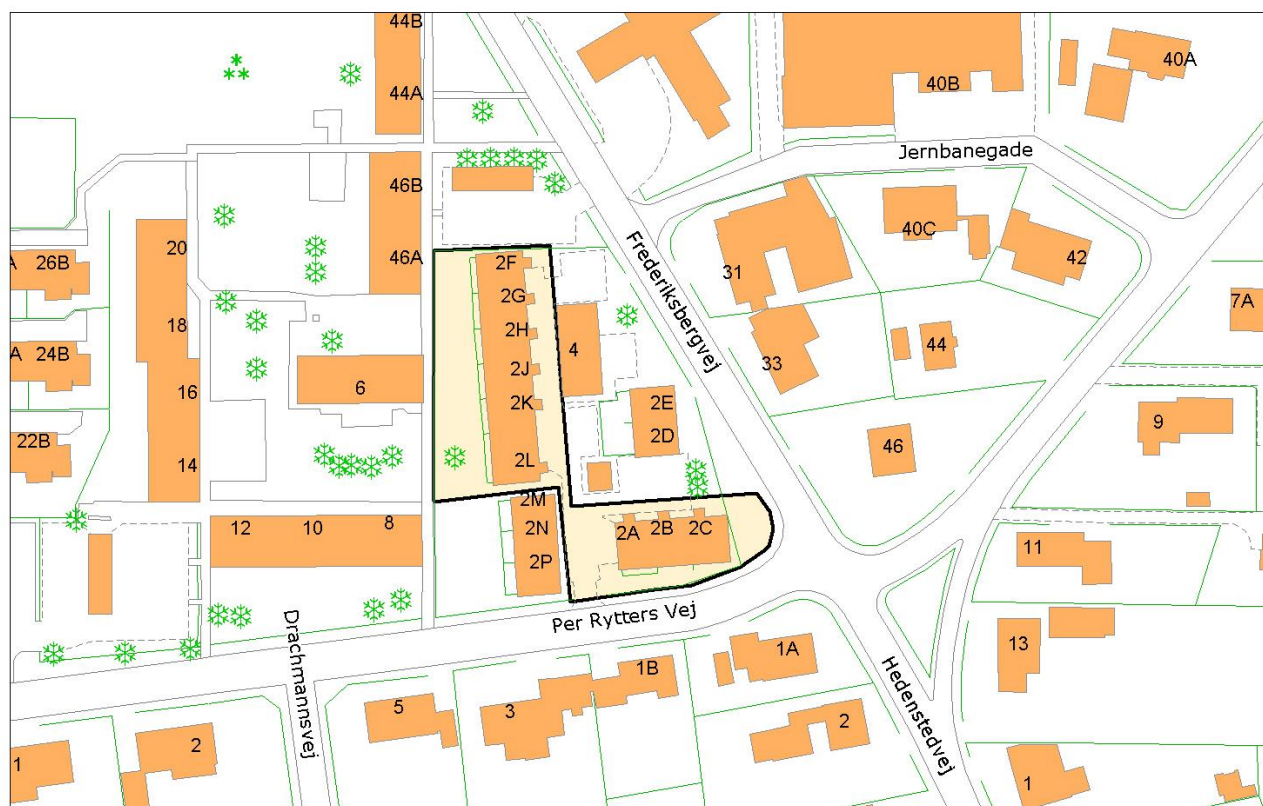 44B
40A
44A
40B
Jernbanegade
46B
40C
20
26B
46A
2F
Frederiksbergvej
31
42
2G
7A
18
2H
24B
4
44
33
2J
16
6
2K
2E
9
2D
22B
46
14
2L
2M
12
10
8
2N
2A
2B
2C
11
2P
Per Rytters Vej
Drachmannsvej
13
1A
1B
Hedenstedvej
5
3
2
2
1
1